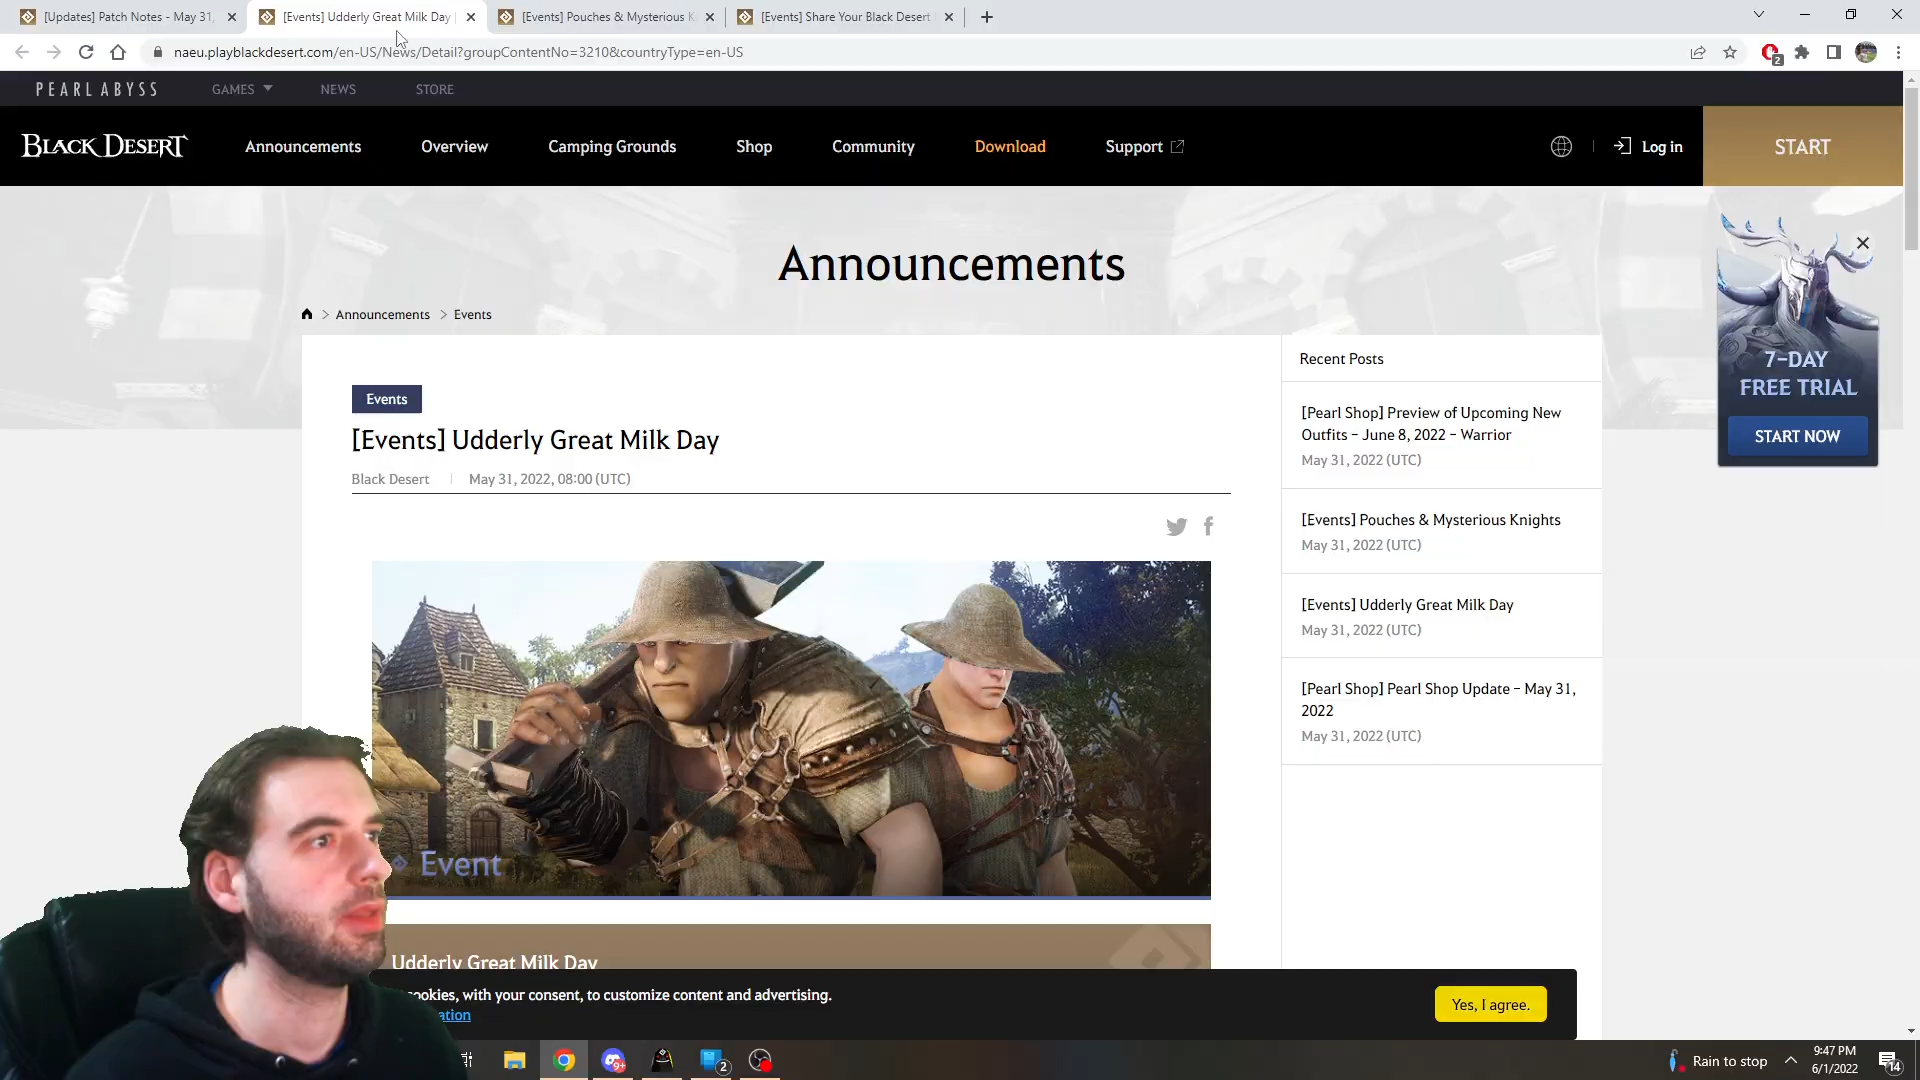 [Updates] Patch Notes - May 31,
[Events] Udderly Great Milk Day
[Events] Pouches & Mysterious K
[Events] Share Your Black Desert
naeu.playblackdesert.com/en-US/News/Detail?groupContentNo=3210&countryType=en-US
2
PEARL ABYSS
GAMES
NEWS
STORE
BLACK DESERT
Announcements
Overview
Camping Grounds
Shop
Community
Download
Support
Log in
START
Announcements
Announcements
Events
7-DAY
FREE TRIAL
START NOW
Events
[Events] Udderly Great Milk Day
Black Desert
May 31, 2022, 08:00 (UTC)
Event
Udderly Great Milk Day
Recent Posts
[Pearl Shop] Preview of Upcoming New
Outfits - June 8, 2022 - Warrior
May 31, 2022 (UTC)
[Events] Pouches & Mysterious Knights
May 31, 2022 (UTC)
[Events] Udderly Great Milk Day
May 31, 2022 (UTC)
[Pearl Shop] Pearl Shop Update - May 31,
2022
May 31, 2022 (UTC)
ookies, with your consent, to customize content and advertising.
ation
Yes, I agree.
9+
2
Rain to stop
9:47 PM
6/1/2022
14